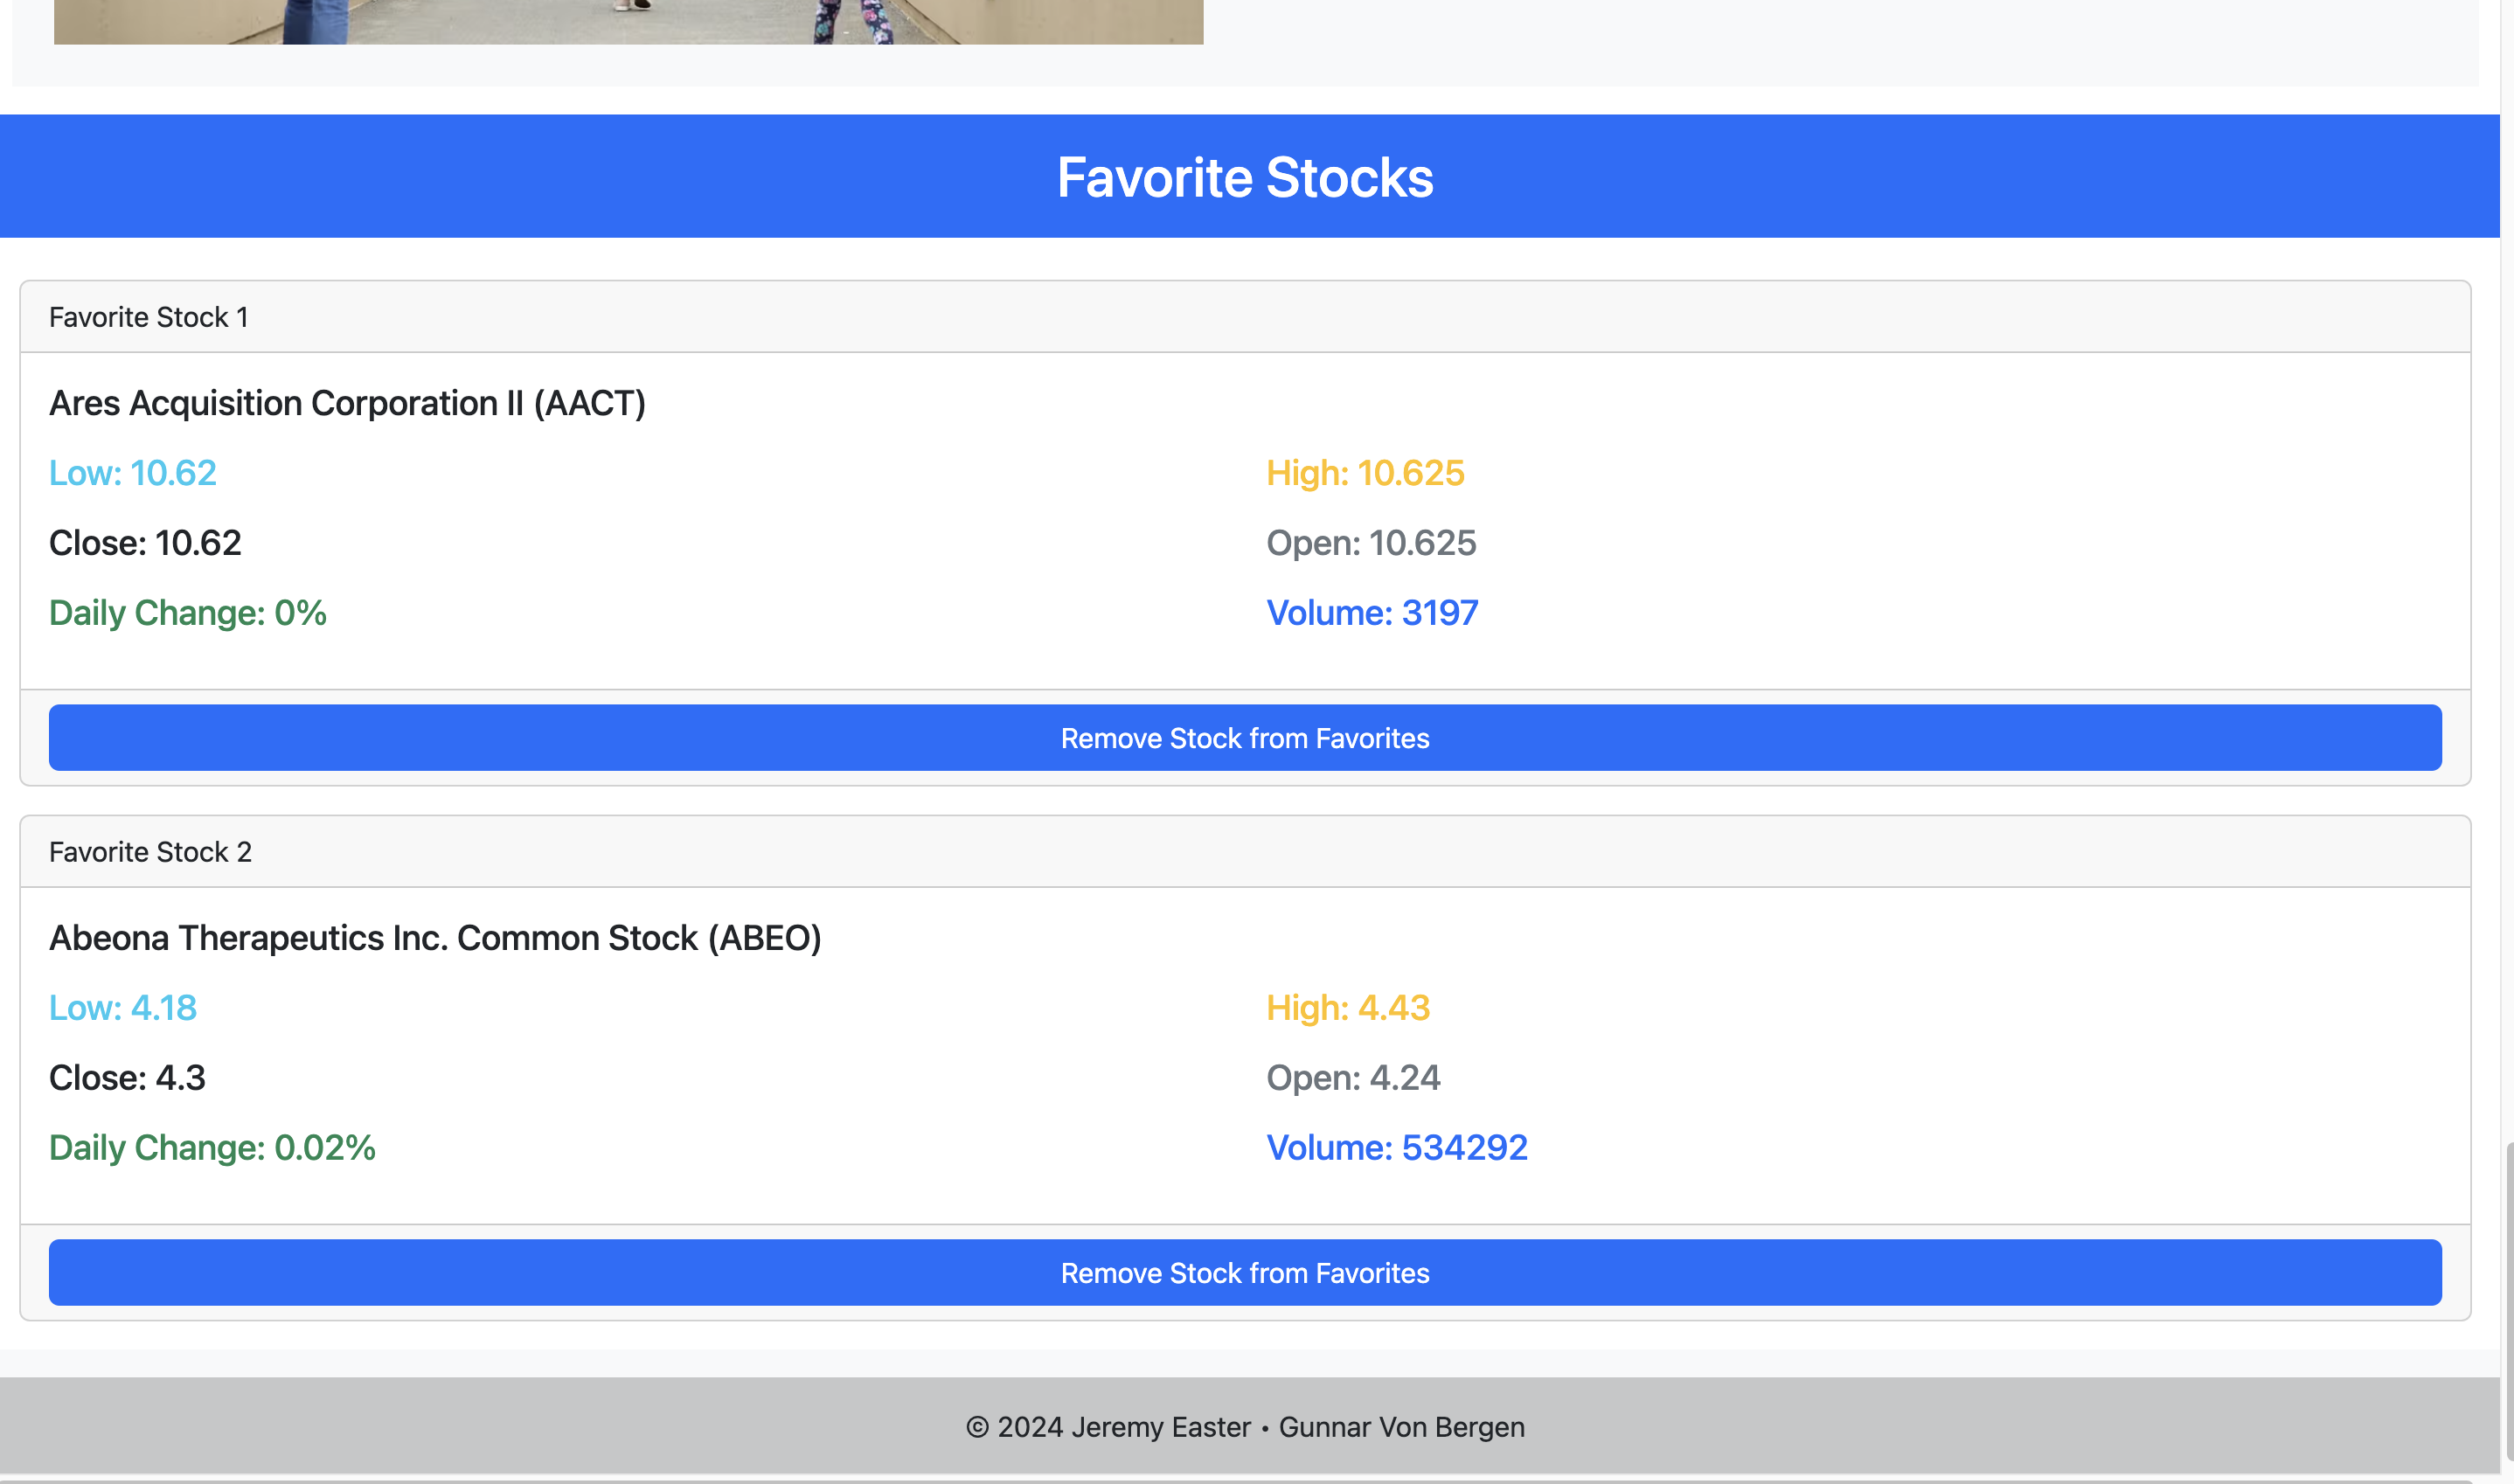 Favorite Stocks
Favorite Stock 1
Ares Acquisition Corporation II (AACT)
Low: 10.62
High: 10.625
Close: 10.62
Open: 10.625
Daily Change: 0%
Volume: 3197
Remove Stock from Favorites
Favorite Stock 2
Abeona Therapeutics Inc. Common Stock (ABEO)
Low: 4.18
High: 4.43
Close: 4.3
Open: 4.24
Daily Change: 0.02%
Volume: 534292
Remove Stock from Favorites
© 2024 Jeremy Easter • Gunnar Von Bergen